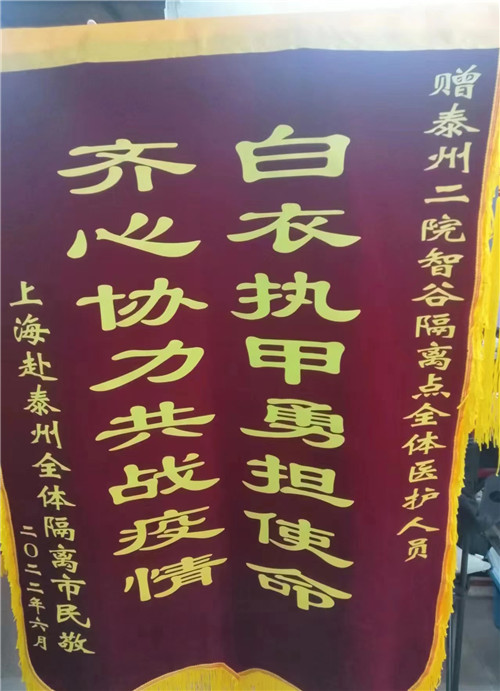 赠泰州二院智谷隔离点全体医护人员
白衣执甲勇担使命
齐心协力共战疫情
上海赴泰州全体隔离市民敬
二〇二二年六月